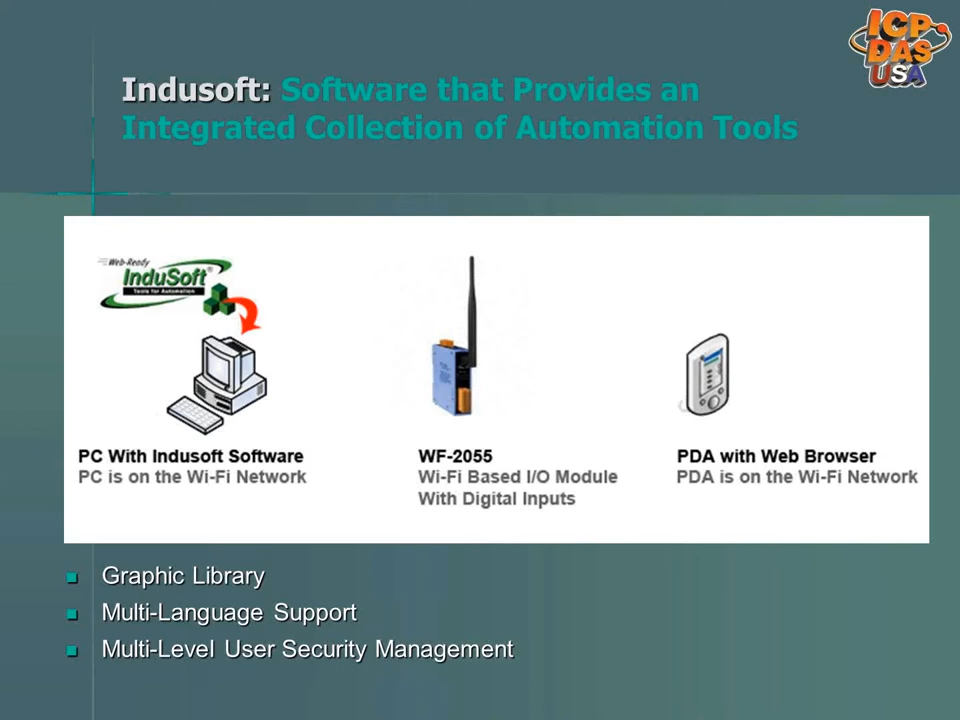 ICP
DAS
USA
Indusoft: Software that Provides an
Integrated Collection of Automation Tools
Web-Ready
InduSoft®
Tools for Automation
PC With Indusoft Software
PC is on the Wi-Fi Network
WF-2055
Wi-Fi Based I/O Module
With Digital Inputs
PDA with Web Browser
PDA is on the Wi-Fi Network
Graphic Library
Multi-Language Support
Multi-Level User Security Management